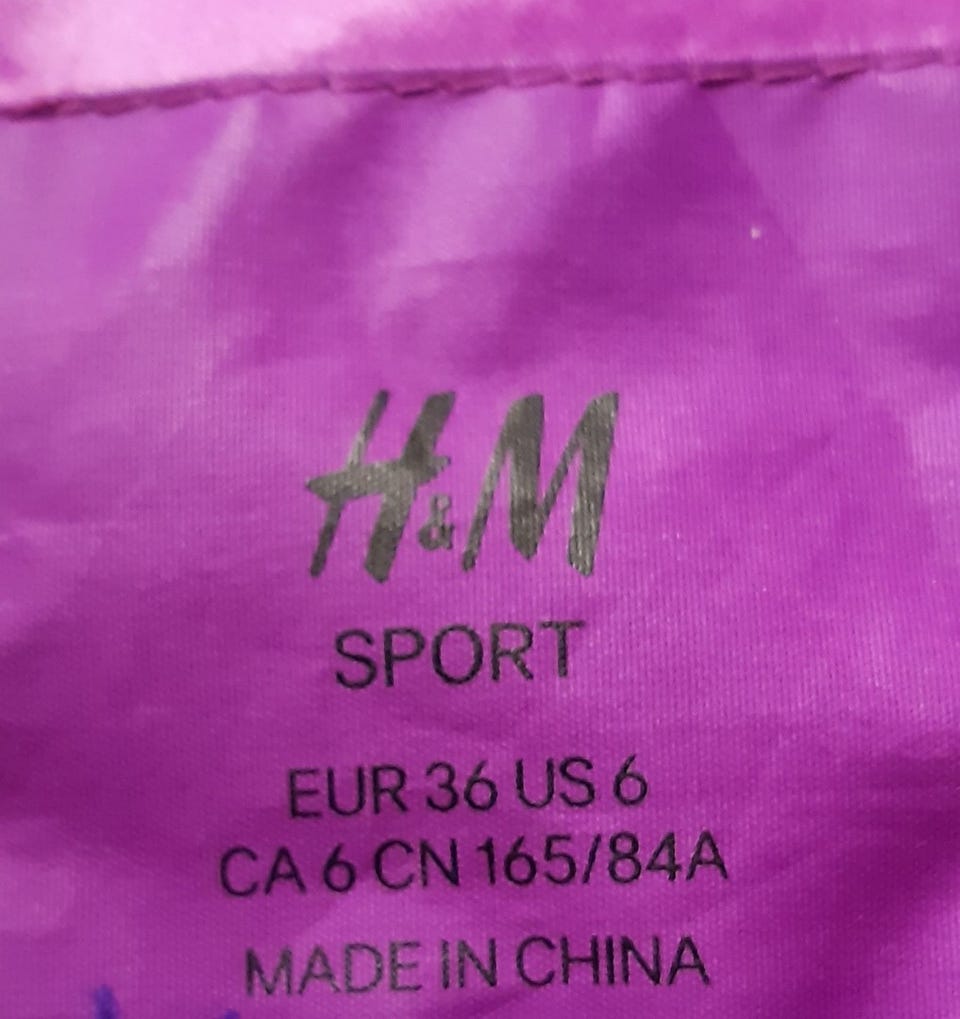 H&M
SPORT
EUR 36 US 6
CA 6 CN 165/84A
MADE IN CHINA